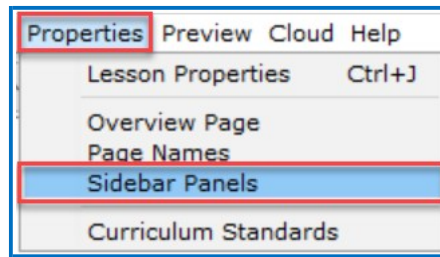 Properties Preview Cloud Help
Lesson Properties Ctrl+J
Overview Page
Page Names
Sidebar Panels
Curriculum Standards